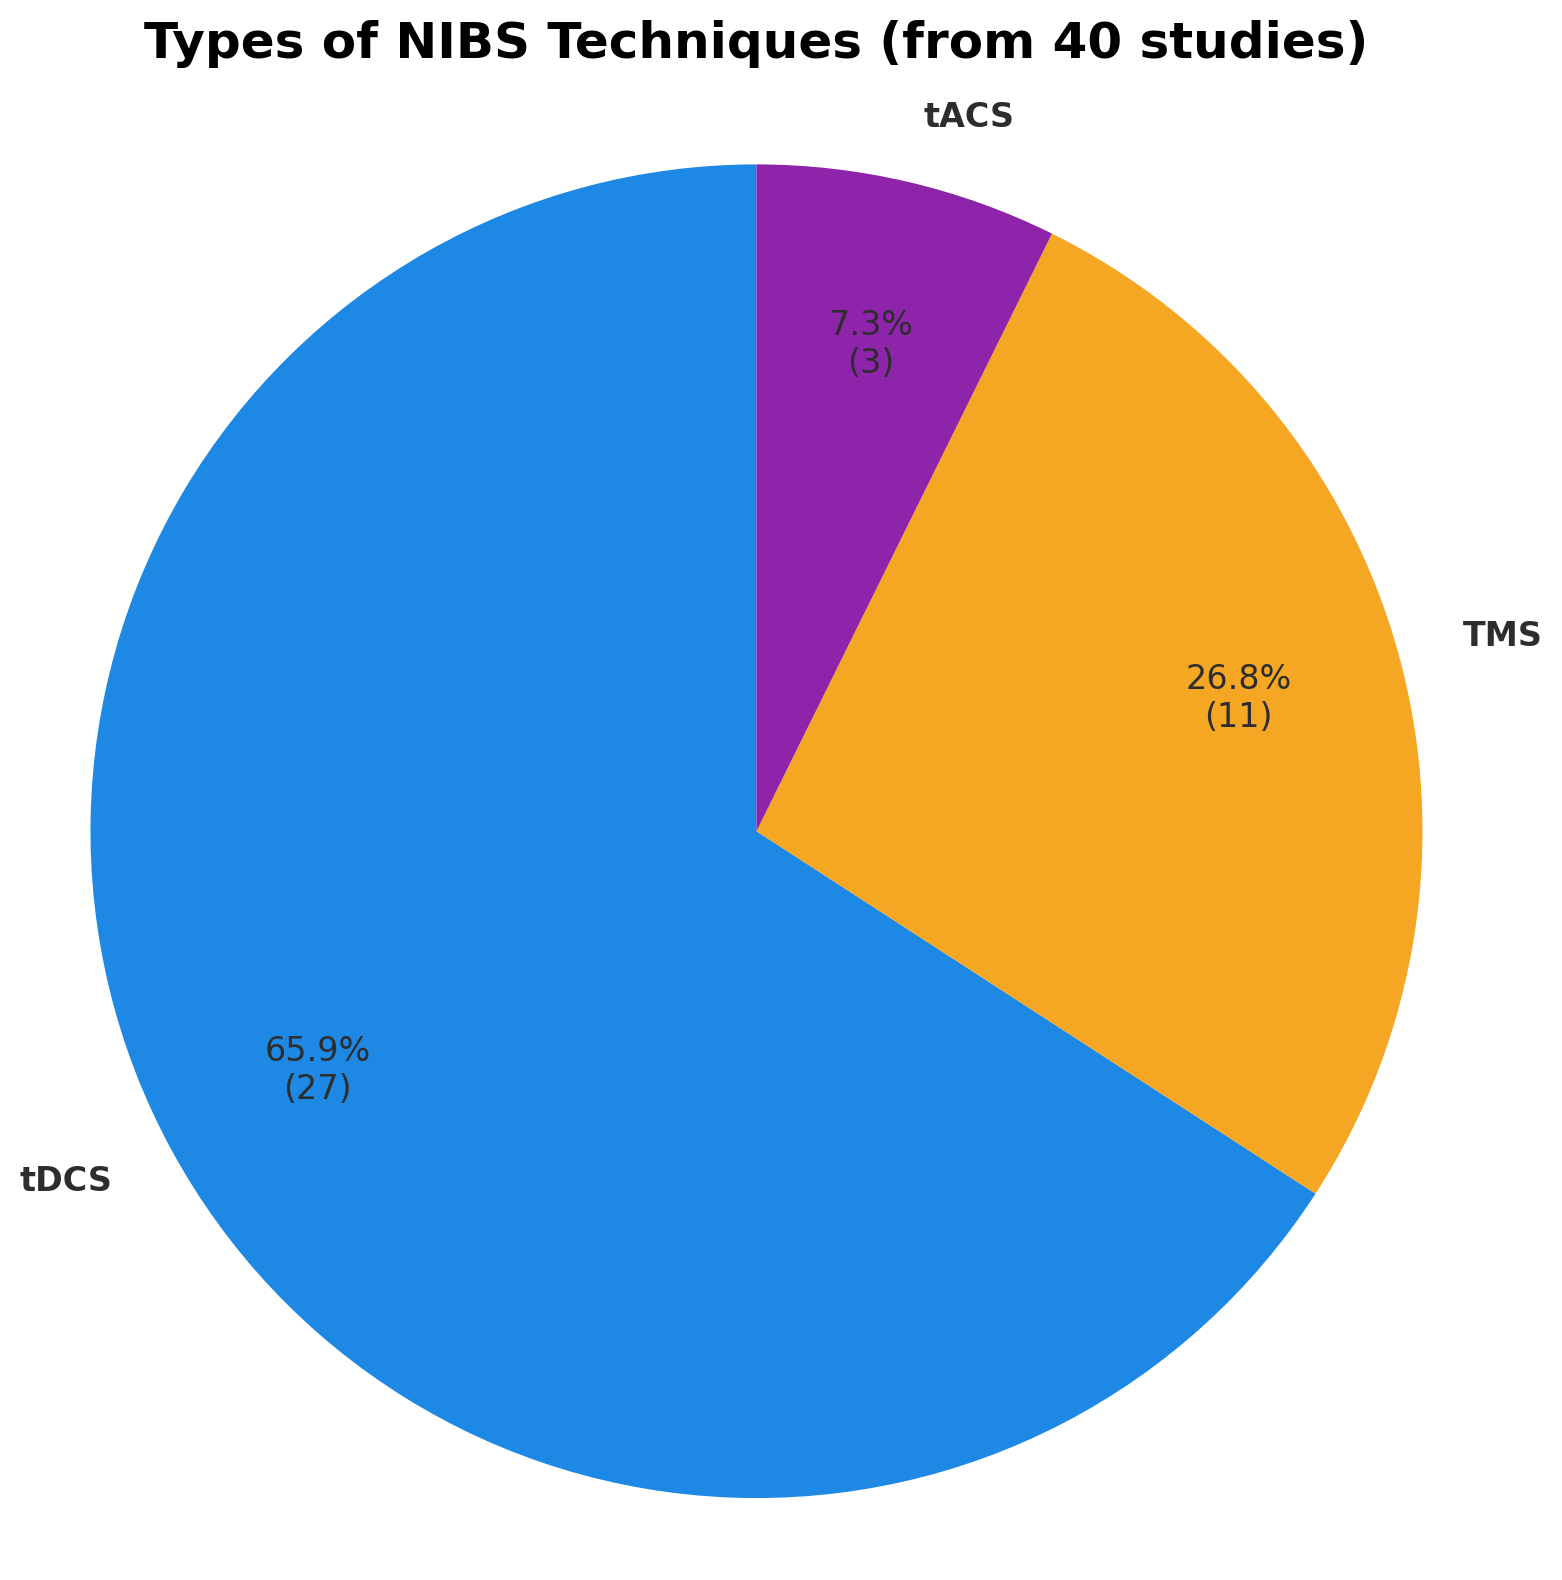 Types of NIBS Techniques (from 40 studies)
tACS
7.3%
(3)
TMS
26.8%
(11)
65.9%
(27)
tDCS